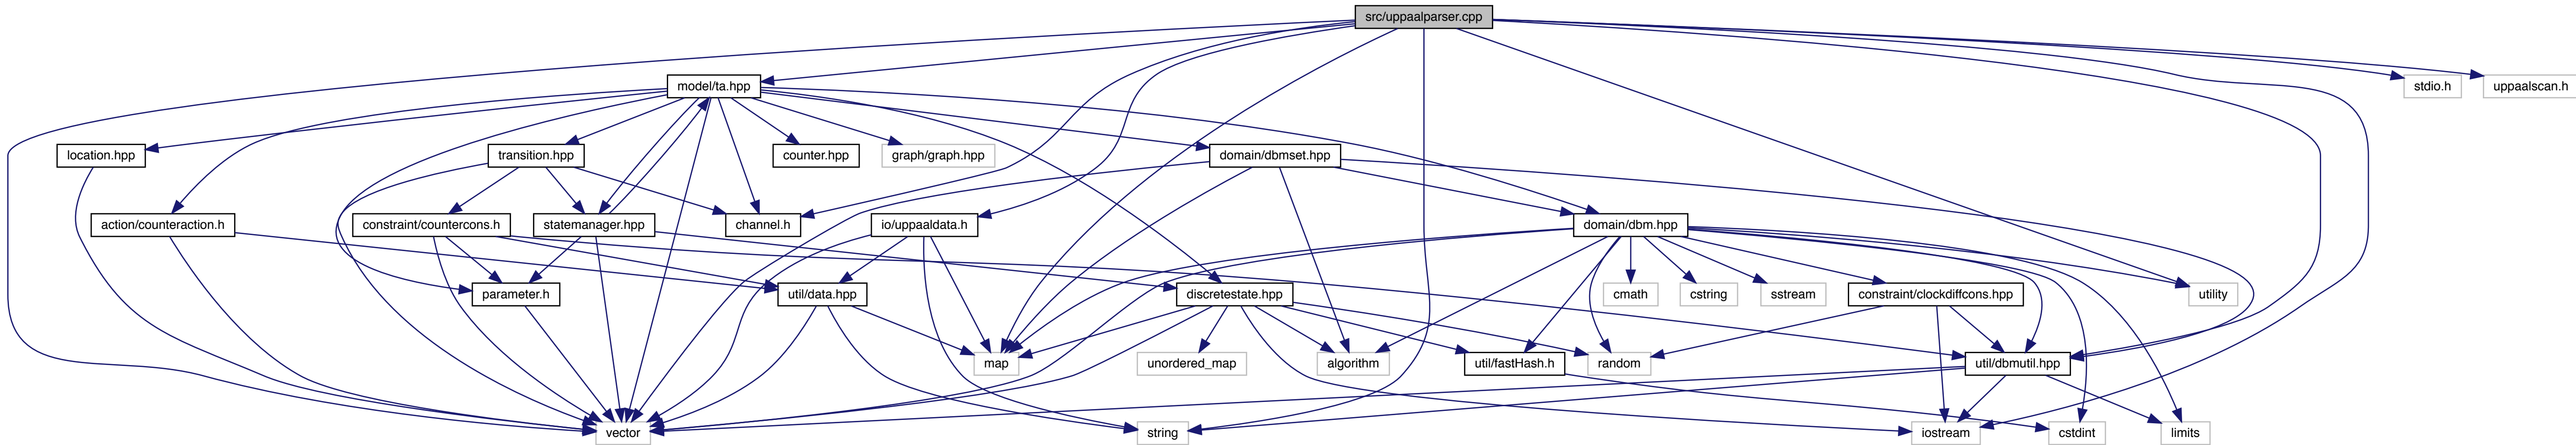 src/uppaalparser.cpp
model/ta.hpp
stdio.h
uppaalscan.h
location.hpp
transition.hpp
counter.hpp
graph/graph.hpp
domain/dbmset.hpp
action/counteraction.h
constraint/countercons.h
statemanager.hpp
channel.h
io/uppaaldata.h
domain/dbm.hpp
parameter.h
util/data.hpp
discretestate.hpp
cmath
cstring
sstream
constraint/clockdiffcons.hpp
utility
map
unordered_map
algorithm
util/fastHash.h
random
util/dbmutil.hpp
vector
string
iostream
cstdint
limits